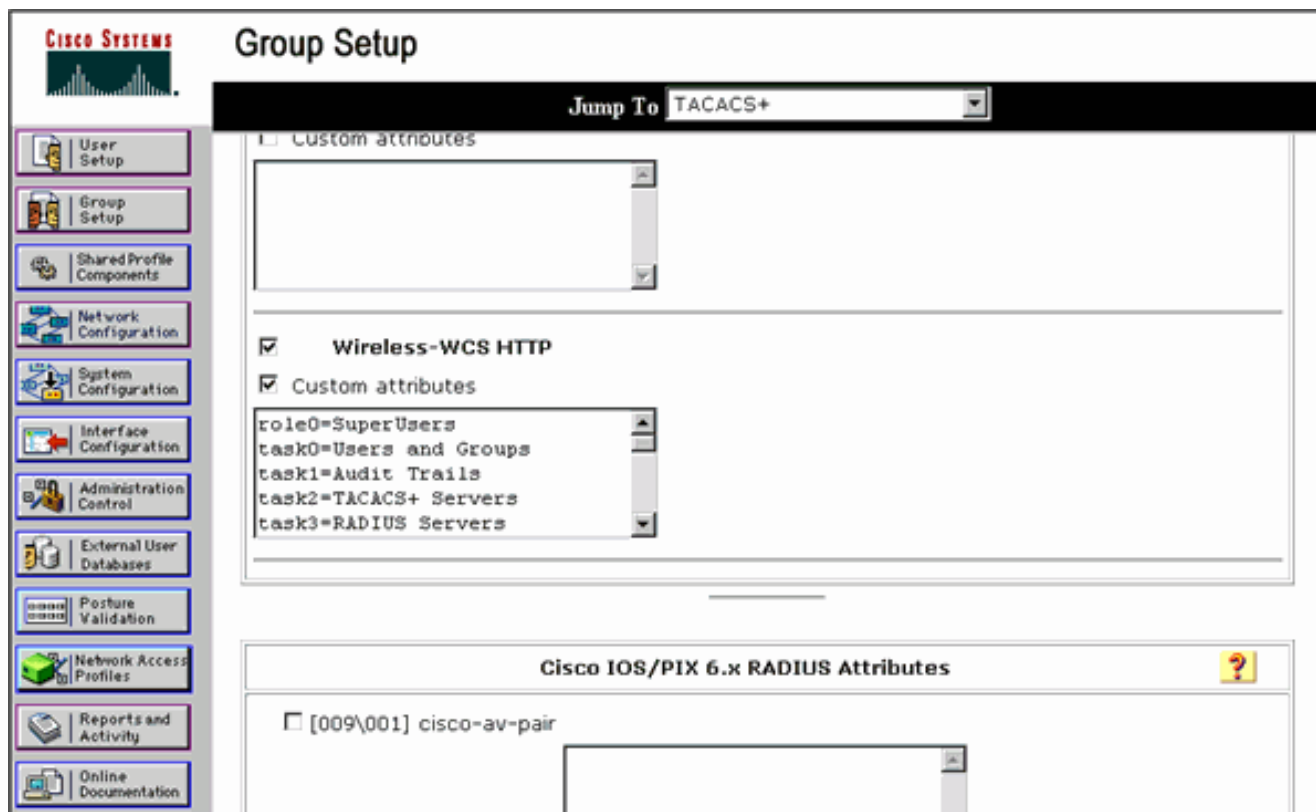 CISCO SYSTEMS
Group Setup
Jump To TACACS+
User
Setup
Group
Setup
Shared Profile
Components
Network
Configuration
System
Configuration
Interface
Configuration
Administration
Control
External User
Databases
Posture
Validation
Network Access
Profiles
Reports and
Activity
Online
Documentation
Custom attributes
Wireless-WCS HTTP
Custom attributes
role0=SuperUsers
task0=Users and Groups
task1=Audit Trails
task2=TACACS+ Servers
task3=RADIUS Servers
Cisco IOS/PIX 6.x RADIUS Attributes
?
[009\001] cisco-av-pair